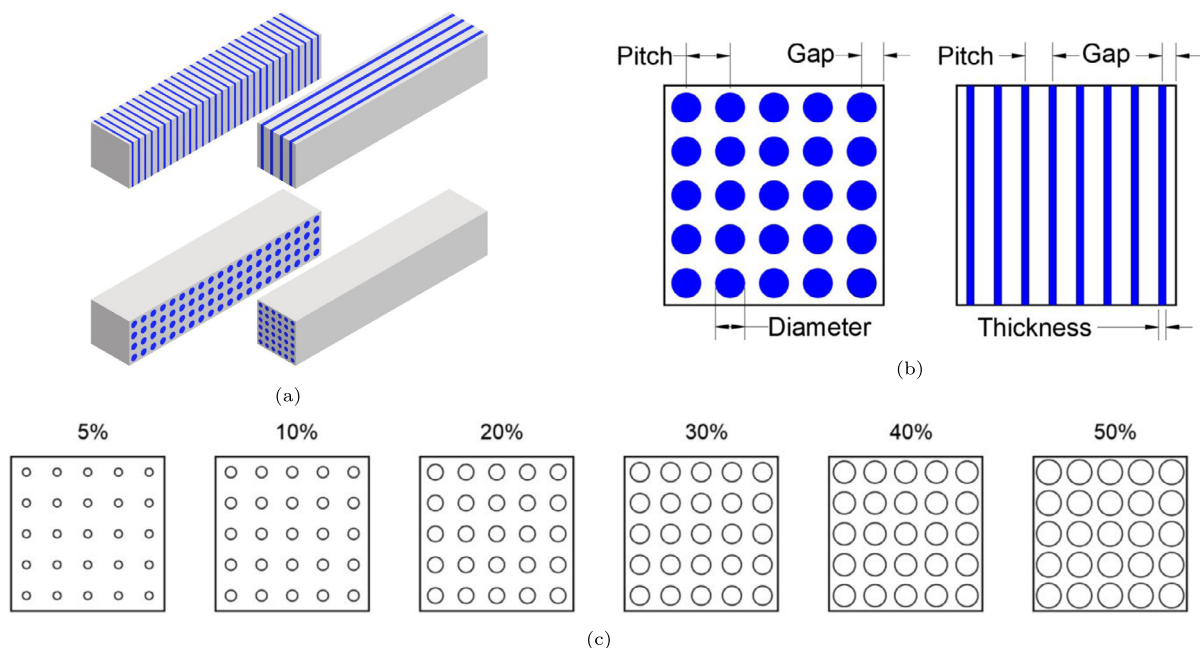 Pitch Gap Pitch Gap
Diameter Thickness
(a)
(b)
5% 10% 20% 30% 40% 50%
(c)